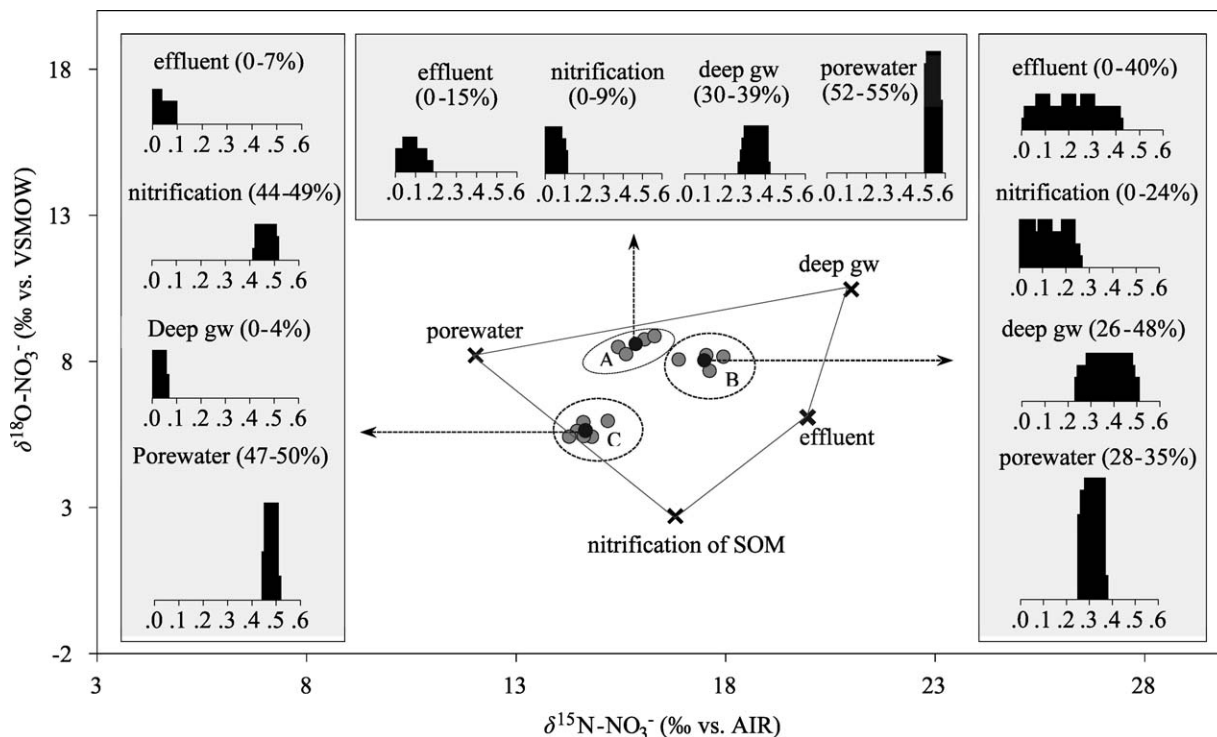 18
13
8
3
-2
3
8
13
18
23
28
δ18O-NO3- (‰ vs. VSMOW)
δ15N-NO3- (‰ vs. AIR)
effluent (0-7%)
.0 .1 .2 .3 .4 .5 .6
nitrification (44-49%)
.0 .1 .2 .3 .4 .5 .6
Deep gw (0-4%)
.0 .1 .2 .3 .4 .5 .6
Porewater (47-50%)
.0 .1 .2 .3 .4 .5 .6
effluent
(0-15%)
.0 .1 .2 .3 .4 .5 .6
nitrification
(0-9%)
.0 .1 .2 .3 .4 .5 .6
deep gw
(30-39%)
.0 .1 .2 .3 .4 .5 .6
porewater
(52-55%)
.0 .1 .2 .3 .4 .5 .6
effluent (0-40%)
.0 .1 .2 .3 .4 .5 .6
nitrification (0-24%)
.0 .1 .2 .3 .4 .5 .6
deep gw (26-48%)
.0 .1 .2 .3 .4 .5 .6
porewater (28-35%)
.0 .1 .2 .3 .4 .5 .6
deep gw
porewater
A
B
C
effluent
nitrification of SOM